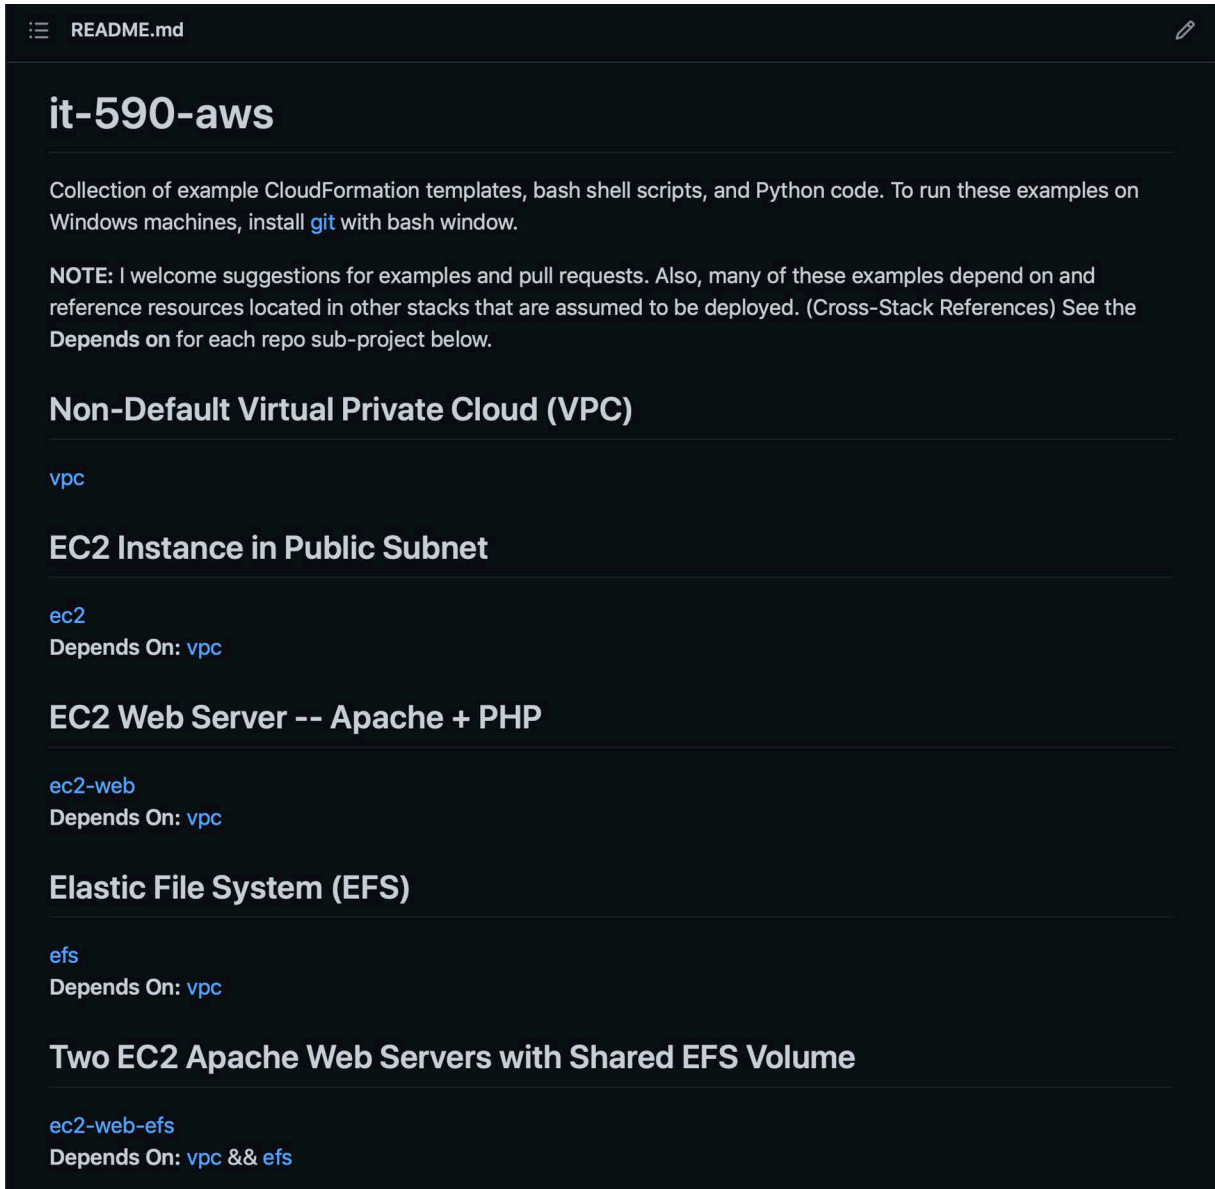 README.md
it-590-aws
Collection of example CloudFormation templates, bash shell scripts, and Python code. To run these examples on
Windows machines, install git with bash window.
NOTE: I welcome suggestions for examples and pull requests. Also, many of these examples depend on and
reference resources located in other stacks that are assumed to be deployed. (Cross-Stack References) See the
Depends on for each repo sub-project below.
Non-Default Virtual Private Cloud (VPC)
vpc
EC2 Instance in Public Subnet
ec2
Depends On: vpc
EC2 Web Server -- Apache + PHP
ec2-web
Depends On: vpc
Elastic File System (EFS)
efs
Depends On: vpc
Two EC2 Apache Web Servers with Shared EFS Volume
ec2-web-efs
Depends On: vpc && efs